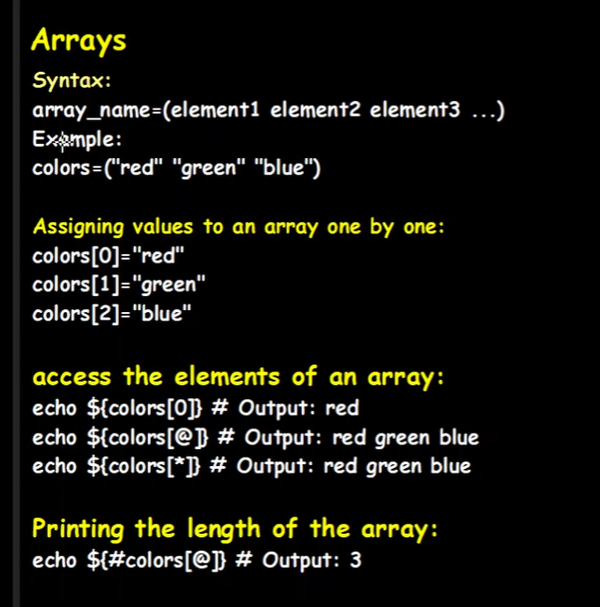 Arrays
Syntax:
array_name=(element1 element2 element3 ...)
Example:
colors=("red" "green" "blue")
Assigning values to an array one by one:
colors[0]="red"
colors[1]="green"
colors[2]="blue"
access the elements of an array:
echo ${colors[0]} # Output: red
echo ${colors[@]} # Output: red green blue
echo ${colors[*]} # Output: red green blue
Printing the length of the array:
echo ${#colors[@]} # Output: 3